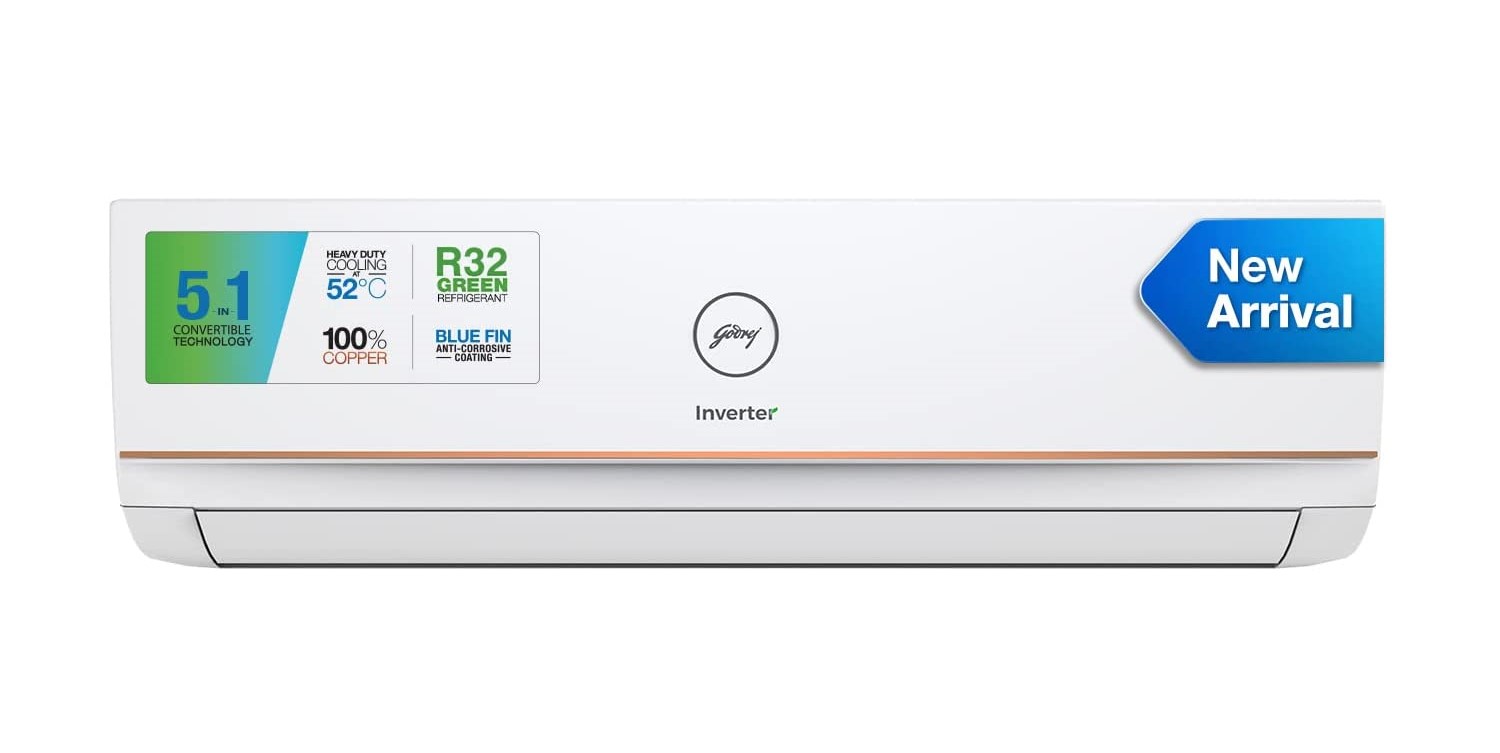 5-IN-1
CONVERTIBLE
TECHNOLOGY
HEAVY DUTY
COOLING
AT
52°C
R32
GREEN
REFRIGERANT
100%
COPPER
BLUE FIN
ANTI-CORROSIVE
COATING
Godrej
Inverter
New
Arrival